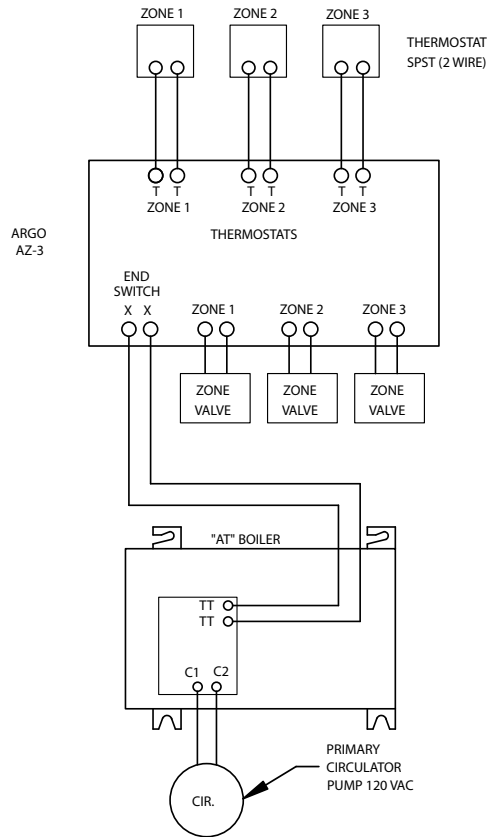 ZONE 1
ZONE 2
ZONE 3
THERMOSTAT
SPST (2 WIRE)
T T
T T
T T
ZONE 1
ZONE 2
ZONE 3
ARGO
AZ-3
THERMOSTATS
END
SWITCH
X X
ZONE 1
ZONE 2
ZONE 3
ZONE
VALVE
ZONE
VALVE
ZONE
VALVE
"AT" BOILER
TT
TT
C1 C2
PRIMARY
CIRCULATOR
PUMP 120 VAC
CIR.